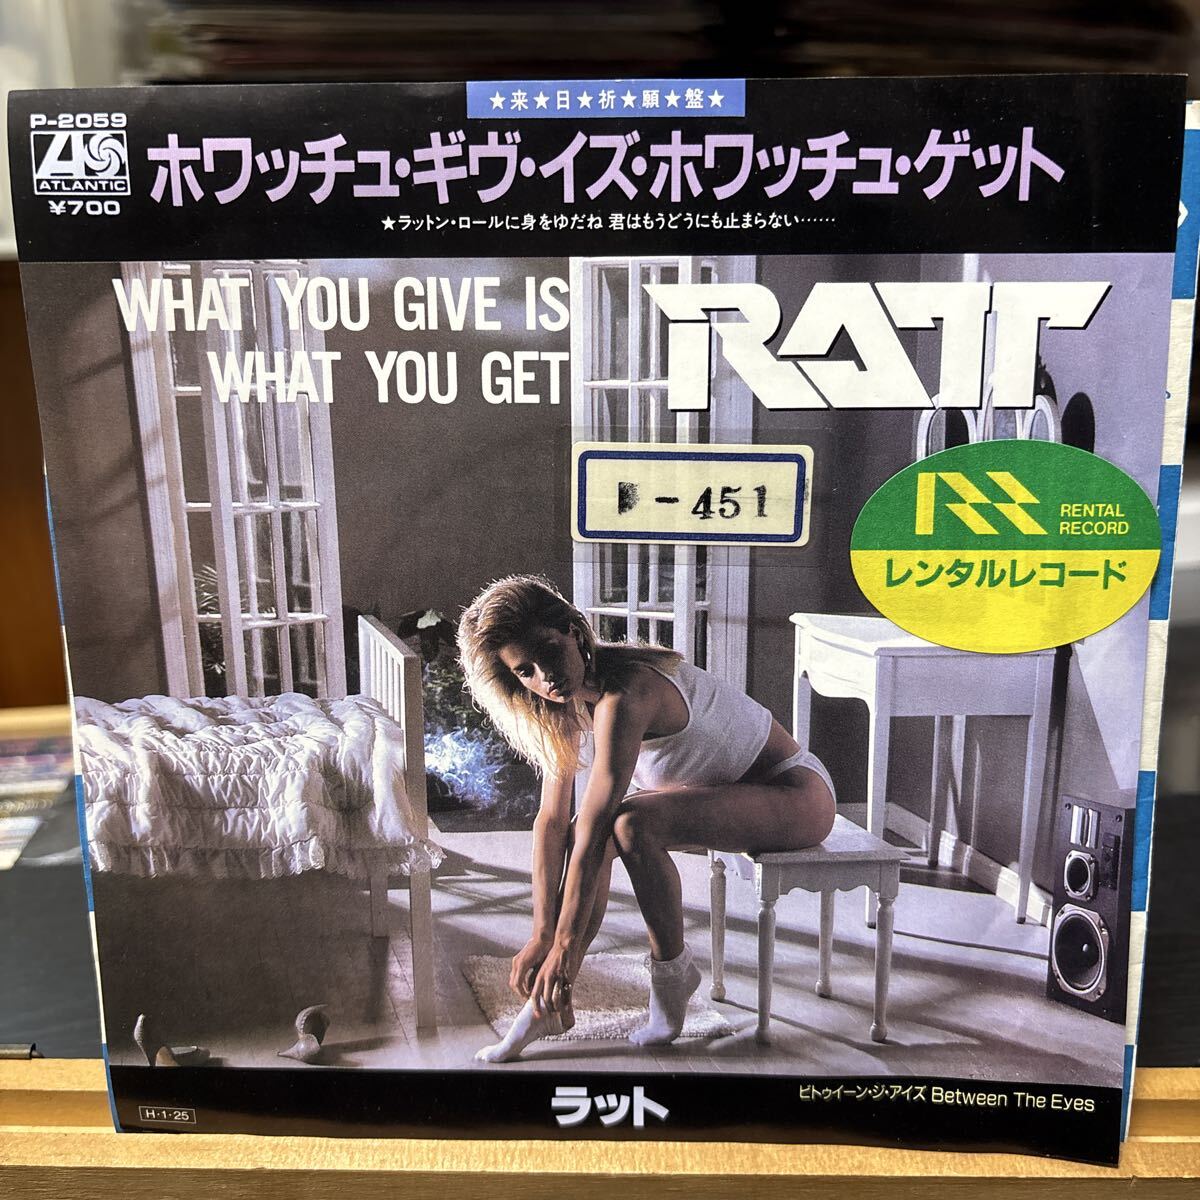 ★来★日★祈★願★盤★
P-2059
ATLANTIC
¥700
ホワッチュ・ギヴ・イズ・ホワッチュ・ゲット
★ラットン・ロールに身をゆだね 君はもうどうにも止まらない……
WHAT YOU GIVE IS
WHAT YOU GET
RATT
-451
RENTAL
RECORD
レンタルレコード
ラット
ビトゥイーン・ジ・アイズ Between The Eyes
H・1・25